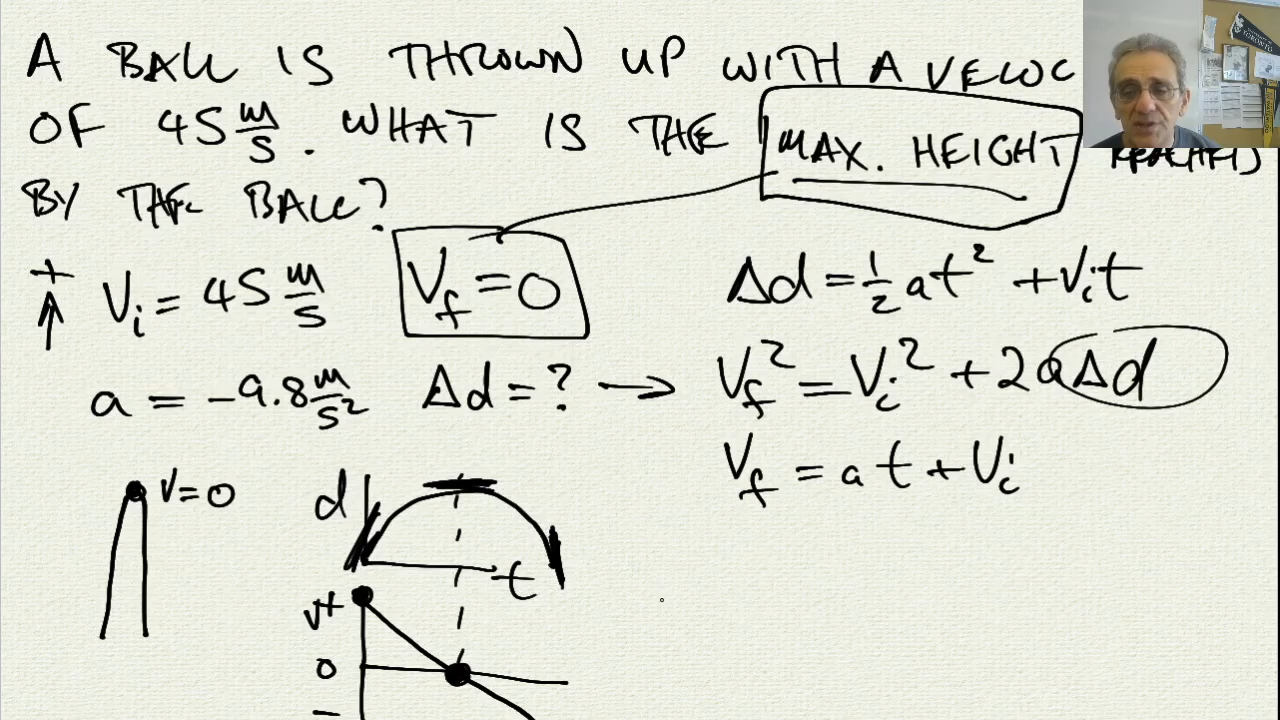 A BALL IS THROWN UP WITH A VELOC
OF 45 m/s. WHAT IS THE MAX. HEIGHT
BY THE BALL?
+ Vi = 45 m/s Vf = 0
a = -9.8 m/s² Δd = ? →
Δd = 1/2 at² + Vit
Vf² = Vi² + 2aΔd
Vf = at + Vi
V=0
d
t
V+
0
–
TORONTO